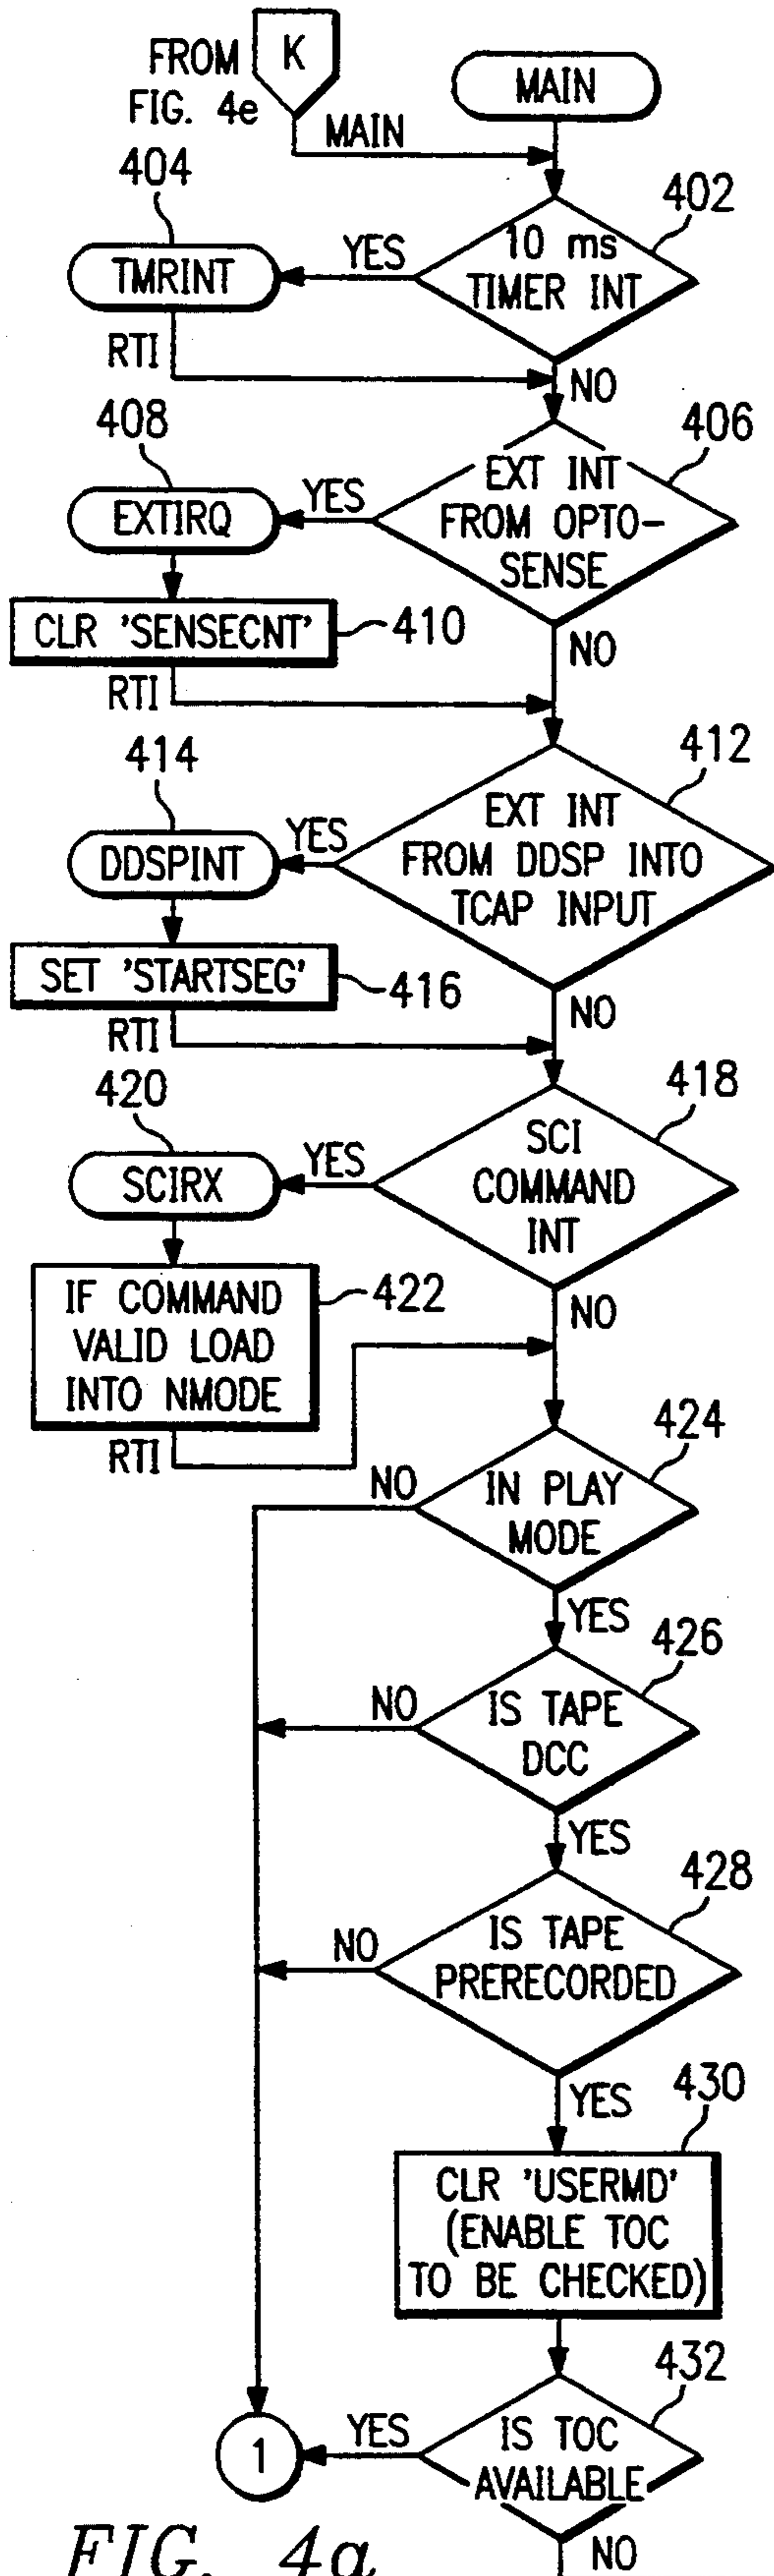 FROM
FIG. 4e
K
MAIN
MAIN
404
402
10 ms
TIMER INT
YES
TMRINT
RTI
NO
408
406
EXT INT
FROM OPTO-
SENSE
YES
EXTIRQ
CLR 'SENSECNT'
410
NO
RTI
414
412
EXT INT
FROM DDSP INTO
TCAP INPUT
YES
DDSPINT
SET 'STARTSEG'
416
NO
RTI
420
418
SCI
COMMAND
INT
YES
SCIRX
IF COMMAND
VALID LOAD
INTO NMODE
422
NO
RTI
424
IN PLAY
MODE
NO
YES
426
IS TAPE
DCC
NO
YES
428
IS TAPE
PRERECORDED
NO
YES
430
CLR 'USERMD'
(ENABLE TOC
TO BE CHECKED)
432
IS TOC
AVAILABLE
YES
1
NO
FIG. 4a